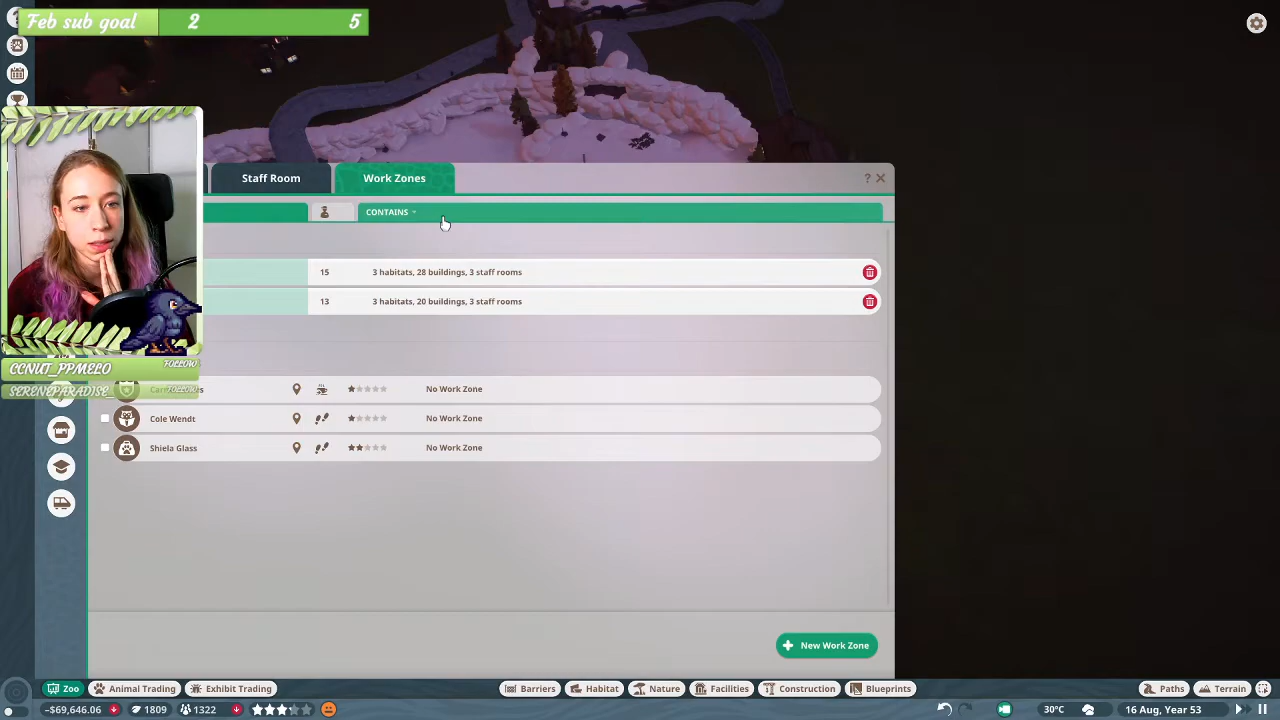 Feb sub goal 2 5
Staff Room Work Zones
CONTAINS
15 3 habitats, 28 buildings, 3 staff rooms
13 3 habitats, 20 buildings, 3 staff rooms
CCNUT_PPMELO FOLLOW
SERENEPARADISE_ FOLLOW
No Work Zone
Cole Wendt No Work Zone
Shiela Glass No Work Zone
New Work Zone
Zoo Animal Trading Exhibit Trading Barriers Habitat Nature Facilities Construction Blueprints Paths Terrain
-$69,646.06 1809 1322 30°C 16 Aug, Year 53